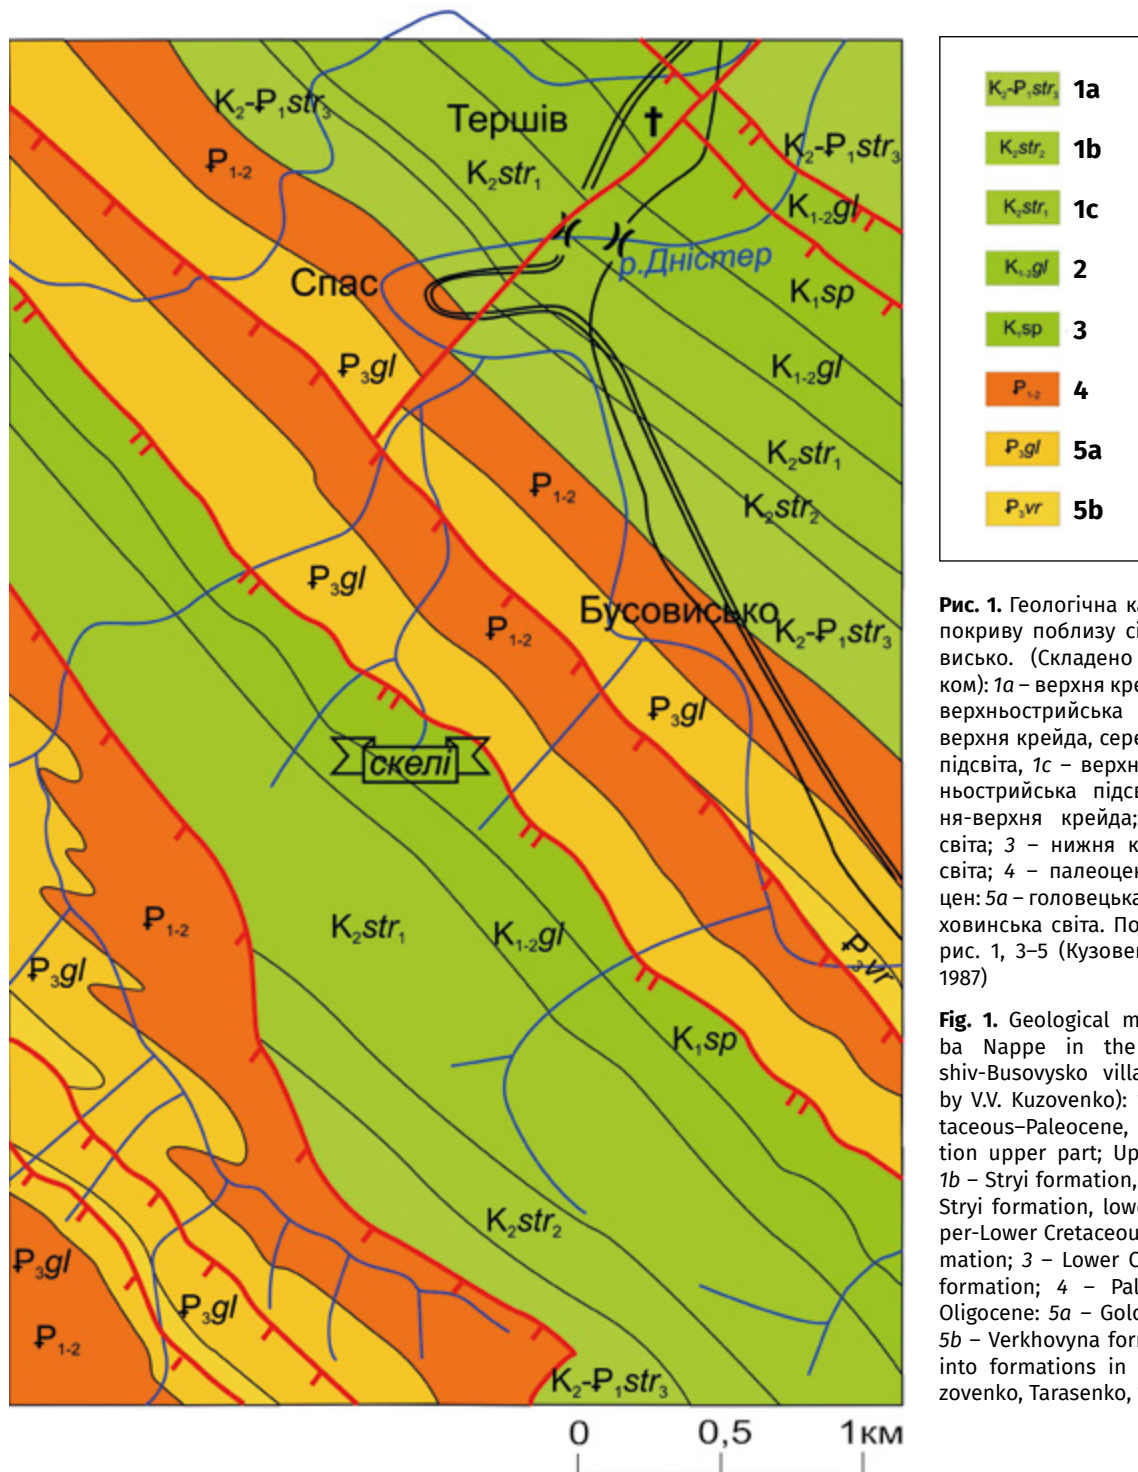 K₂-₽₁str₃
Тершів
₽₁₋₂
K₂str₁
K₂-₽₁str₃
K₁₋₂gl
р.Дністер
Спас
K₁sp
₽₃gl
K₁₋₂gl
K₂str₁
₽₁₋₂
K₂str₂
₽₃gl
Бусовисько
₽₁₋₂
K₂-₽₁str₃
₽₃gl
скелі
₽₁₋₂
K₂str₁
K₁₋₂gl
₽₃vr
₽₃gl
K₁sp
K₂str₂
₽₃gl
₽₃gl
₽₁₋₂
K₂-₽₁str₃
0 0,5 1км
K₂-₽₁str₃ 1a
K₂str₂ 1b
K₂str₁ 1c
K₁₋₂gl 2
K₁sp 3
₽₁₋₂ 4
₽₃gl 5a
₽₃vr 5b
Рис. 1. Геологічна ка
покриву поблизу сі
висько. (Складено
ком): 1a – верхня кре
верхньострийська
верхня крейда, сере
підсвіта, 1c – верхн
ньострийська підсв
ня-верхня крейда;
світа; 3 – нижня к
світа; 4 – палеоцен
цен: 5a – головецька
ховинська світа. По
рис. 1, 3–5 (Кузовен
1987)
Fig. 1. Geological m
ba Nappe in the
shiv-Busovysko villa
by V.V. Kuzovenko):
taceous–Paleocene,
tion upper part; Up
1b – Stryi formation,
Stryi formation, lowe
per-Lower Cretaceou
mation; 3 – Lower C
formation; 4 – Pal
Oligocene: 5a – Golo
5b – Verkhovyna for
into formations in
zovenko, Tarasenko,